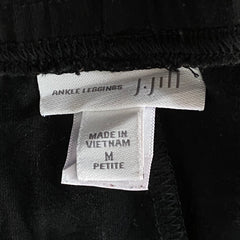 ANKLE LEGGINGS J.Jill
MADE IN
VIETNAM
M
PETITE